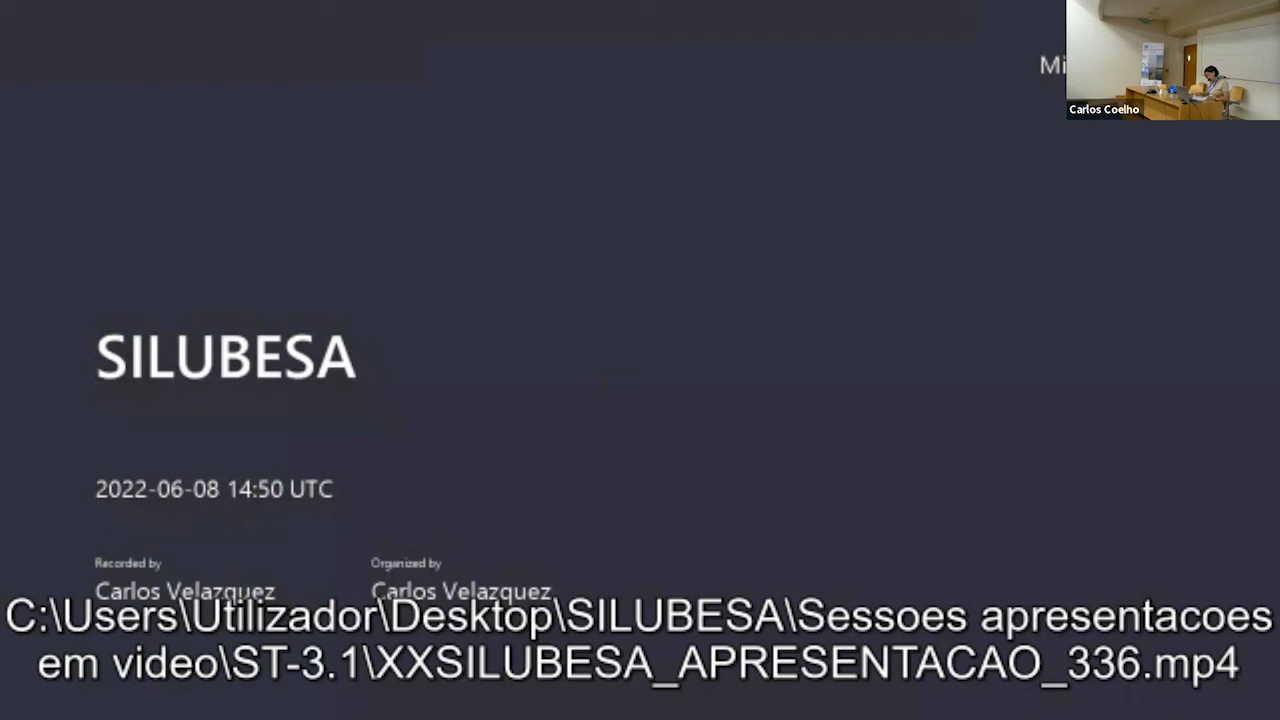 Mi
Carlos Coelho
SILUBESA
2022-06-08 14:50 UTC
Recorded by
Organized by
Carlos Velazquez
Carlos Velazquez
C:\Users\Utilizador\Desktop\SILUBESA\Sessoes apresentacoes
em video\ST-3.1\XXSILUBESA_APRESENTACAO_336.mp4